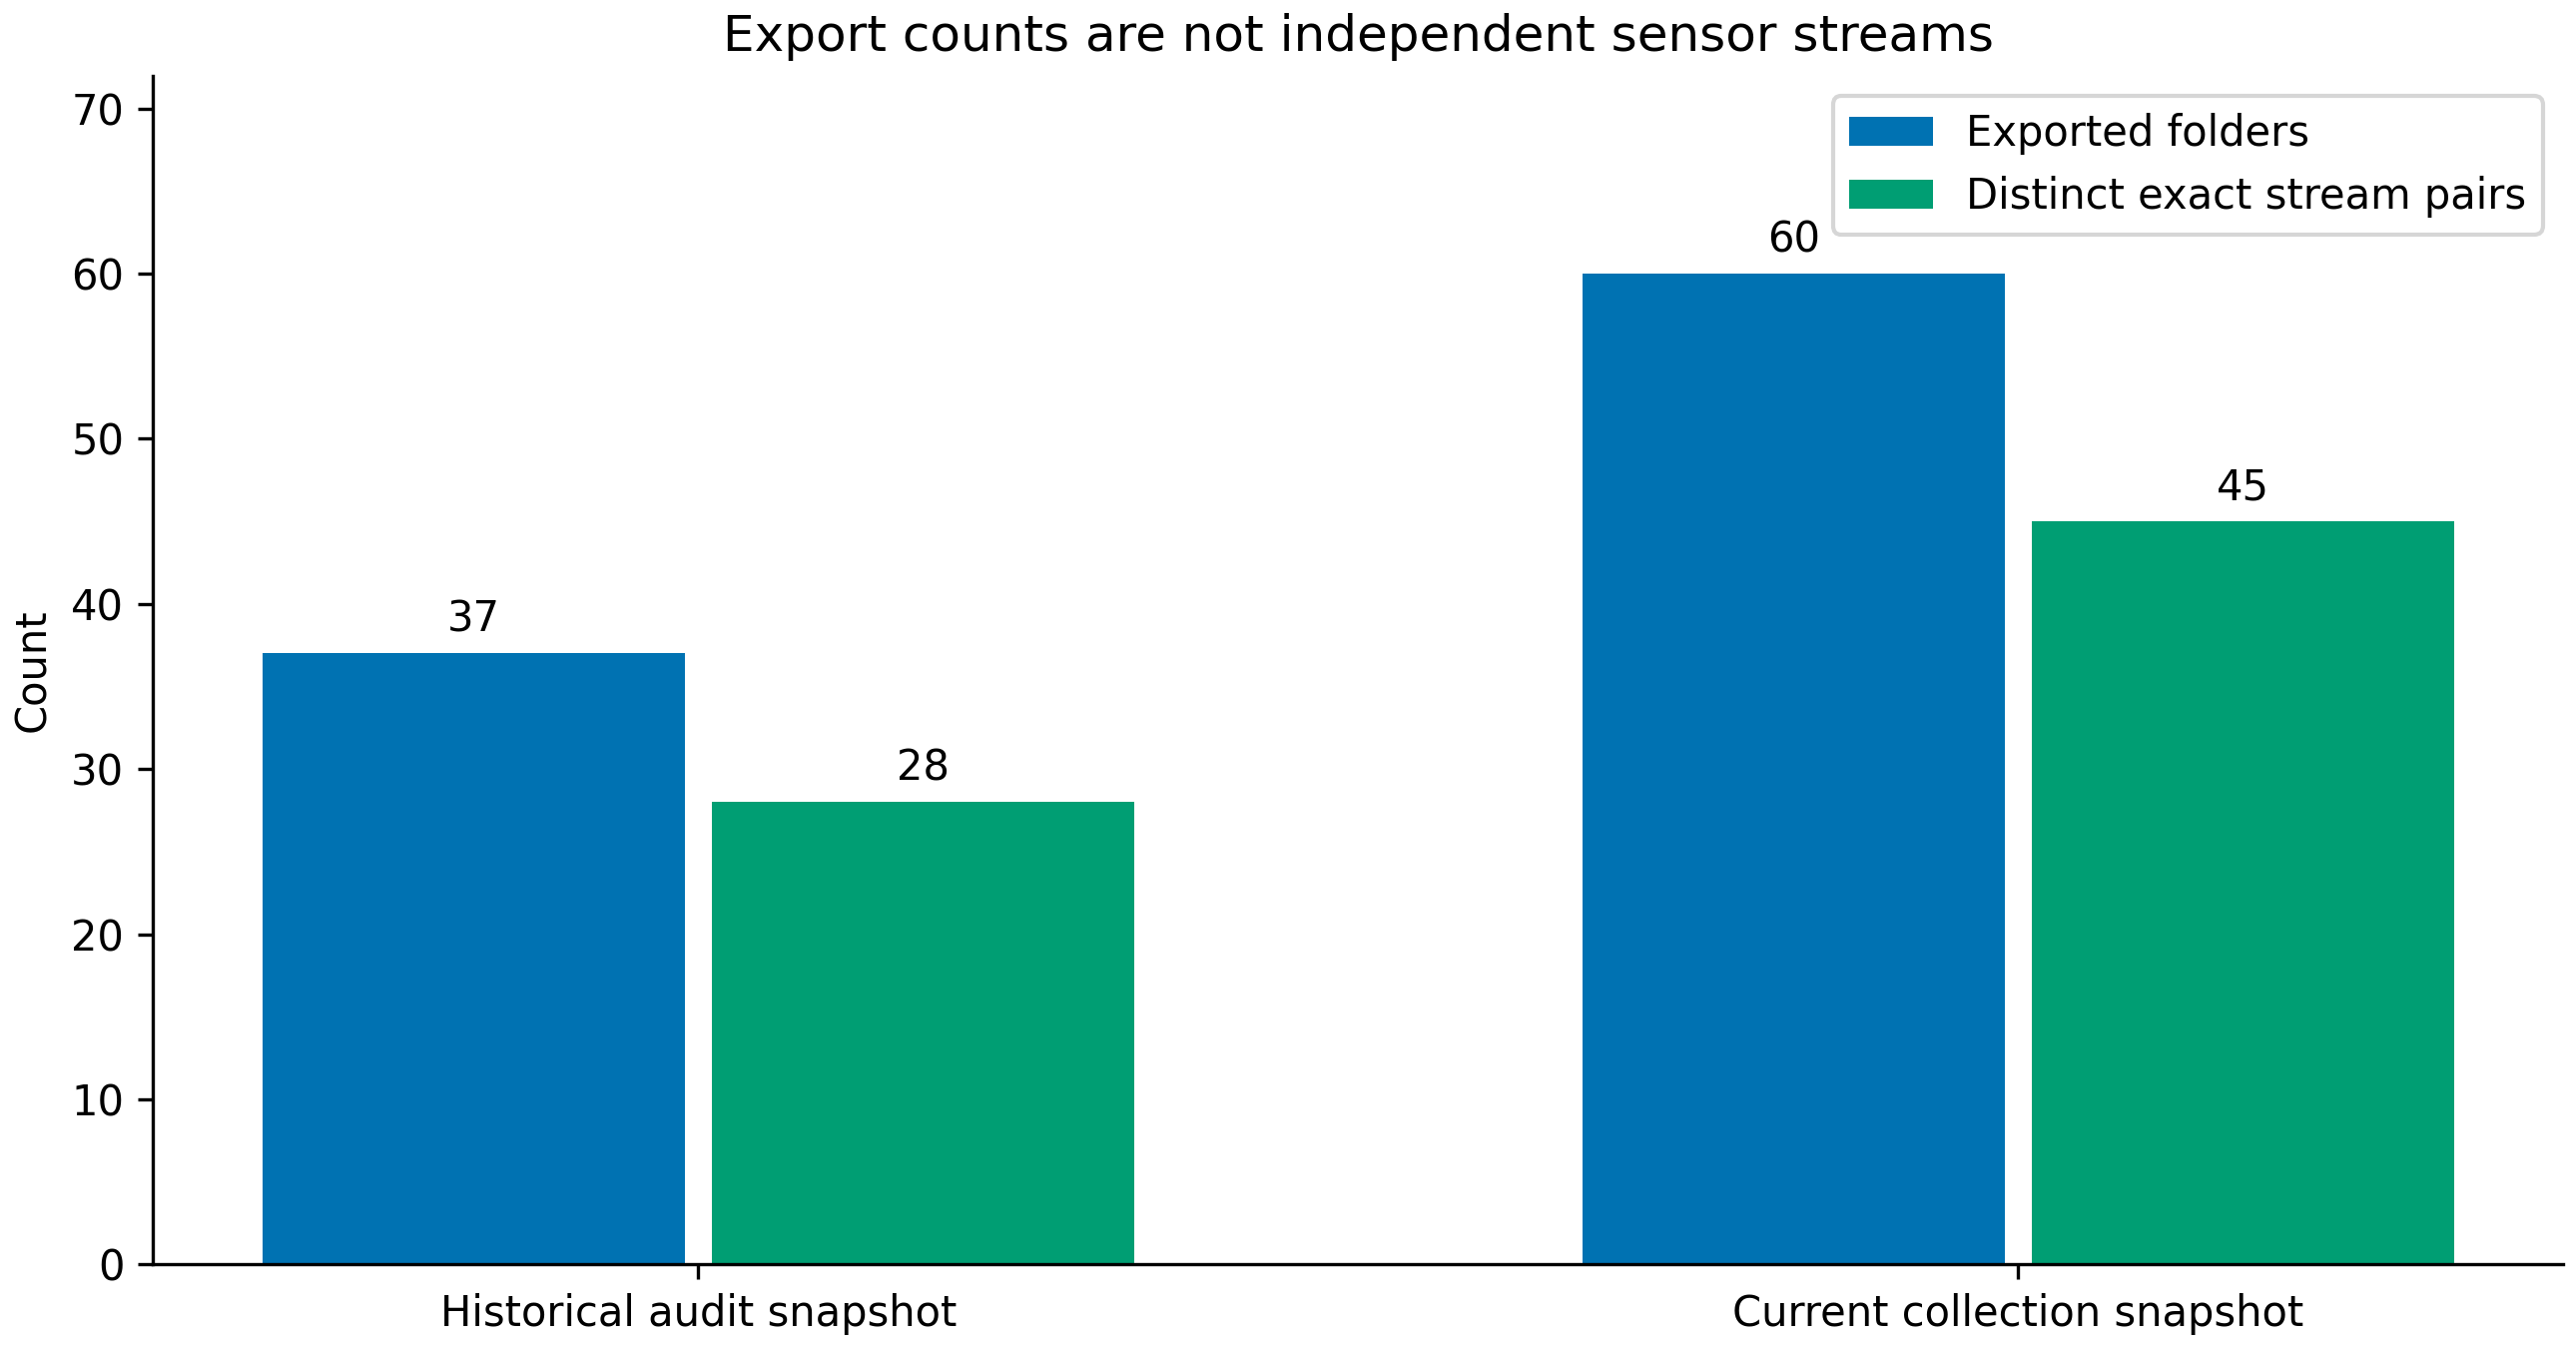 Export counts are not independent sensor streams
Exported folders
Distinct exact stream pairs
Count
70
60
50
40
30
20
10
0
37
28
60
45
Historical audit snapshot
Current collection snapshot